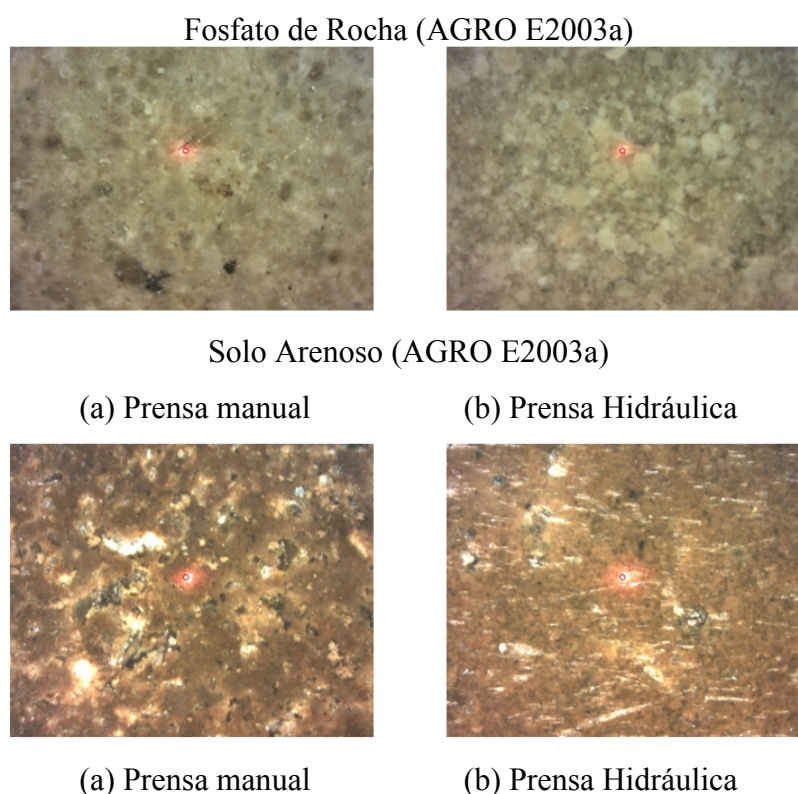 Fosfato de Rocha (AGRO E2003a)
Solo Arenoso (AGRO E2003a)
(a) Prensa manual (b) Prensa Hidráulica
(a) Prensa manual (b) Prensa Hidráulica